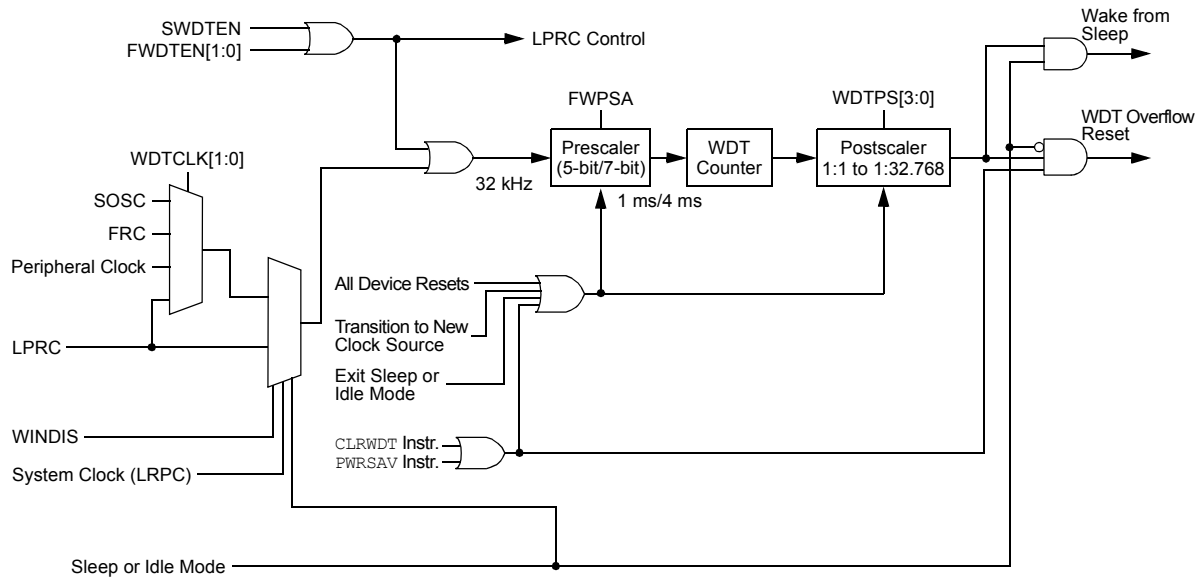 SWDTEN
FWDTEN[1:0]
LPRC Control
Wake from
Sleep
FWPSA
WDTPS[3:0]
WDT Overflow
Reset
Prescaler
(5-bit/7-bit)
WDT
Counter
Postscaler
1:1 to 1:32.768
WDTCLK[1:0]
32 kHz
1 ms/4 ms
SOSC
FRC
Peripheral Clock
LPRC
All Device Resets
Transition to New
Clock Source
Exit Sleep or
Idle Mode
WINDIS
CLRWDT Instr.
PWRSAV Instr.
System Clock (LRPC)
Sleep or Idle Mode